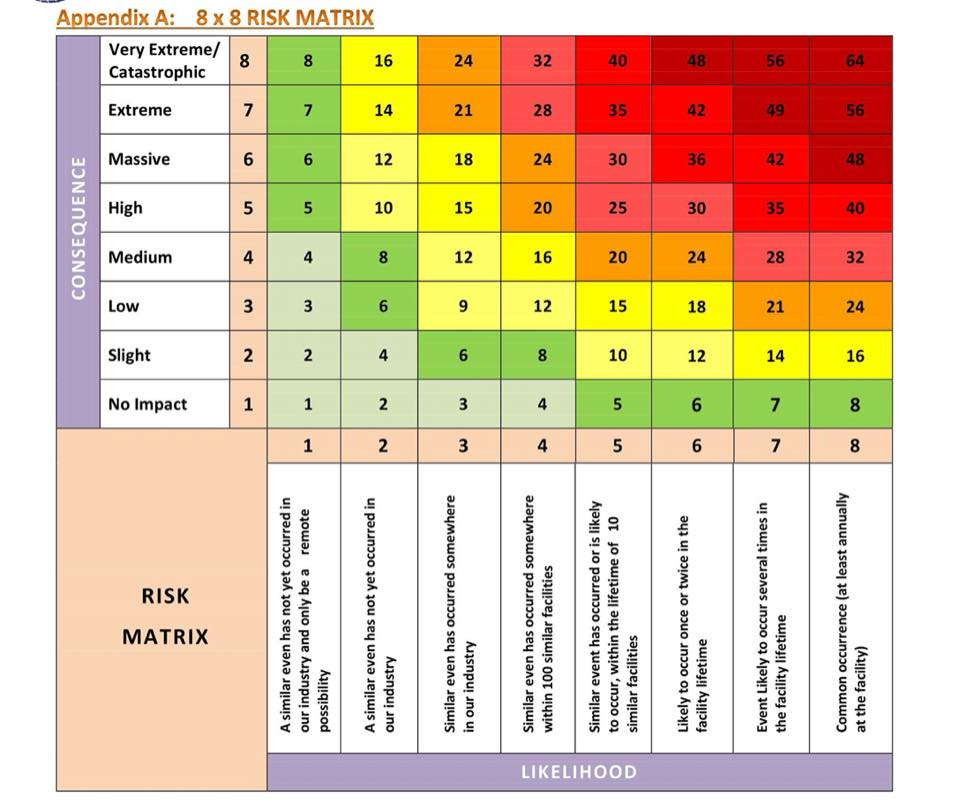 Appendix A: 8 x 8 RISK MATRIX
CONSEQUENCE
Very Extreme/
Catastrophic 8 8 16 24 32 40 48 56 64
Extreme 7 7 14 21 28 35 42 49 56
Massive 6 6 12 18 24 30 36 42 48
High 5 5 10 15 20 25 30 35 40
Medium 4 4 8 12 16 20 24 28 32
Low 3 3 6 9 12 15 18 21 24
Slight 2 2 4 6 8 10 12 14 16
No Impact 1 1 2 3 4 5 6 7 8
1 2 3 4 5 6 7 8
RISK
MATRIX
A similar even has not yet occurred in
our industry and only be a remote
possibility
A similar even has not yet occurred in
our industry
Similar even has occurred somewhere
in our industry
Similar even has occurred somewhere
within 100 similar facilities
Similar event has occurred or is likely
to occur, within the lifetime of 10
similar facilities
Likely to occur once or twice in the
facility lifetime
Event Likely to occur several times in
the facility lifetime
Common occurrence (at least annually
at the facility)
LIKELIHOOD